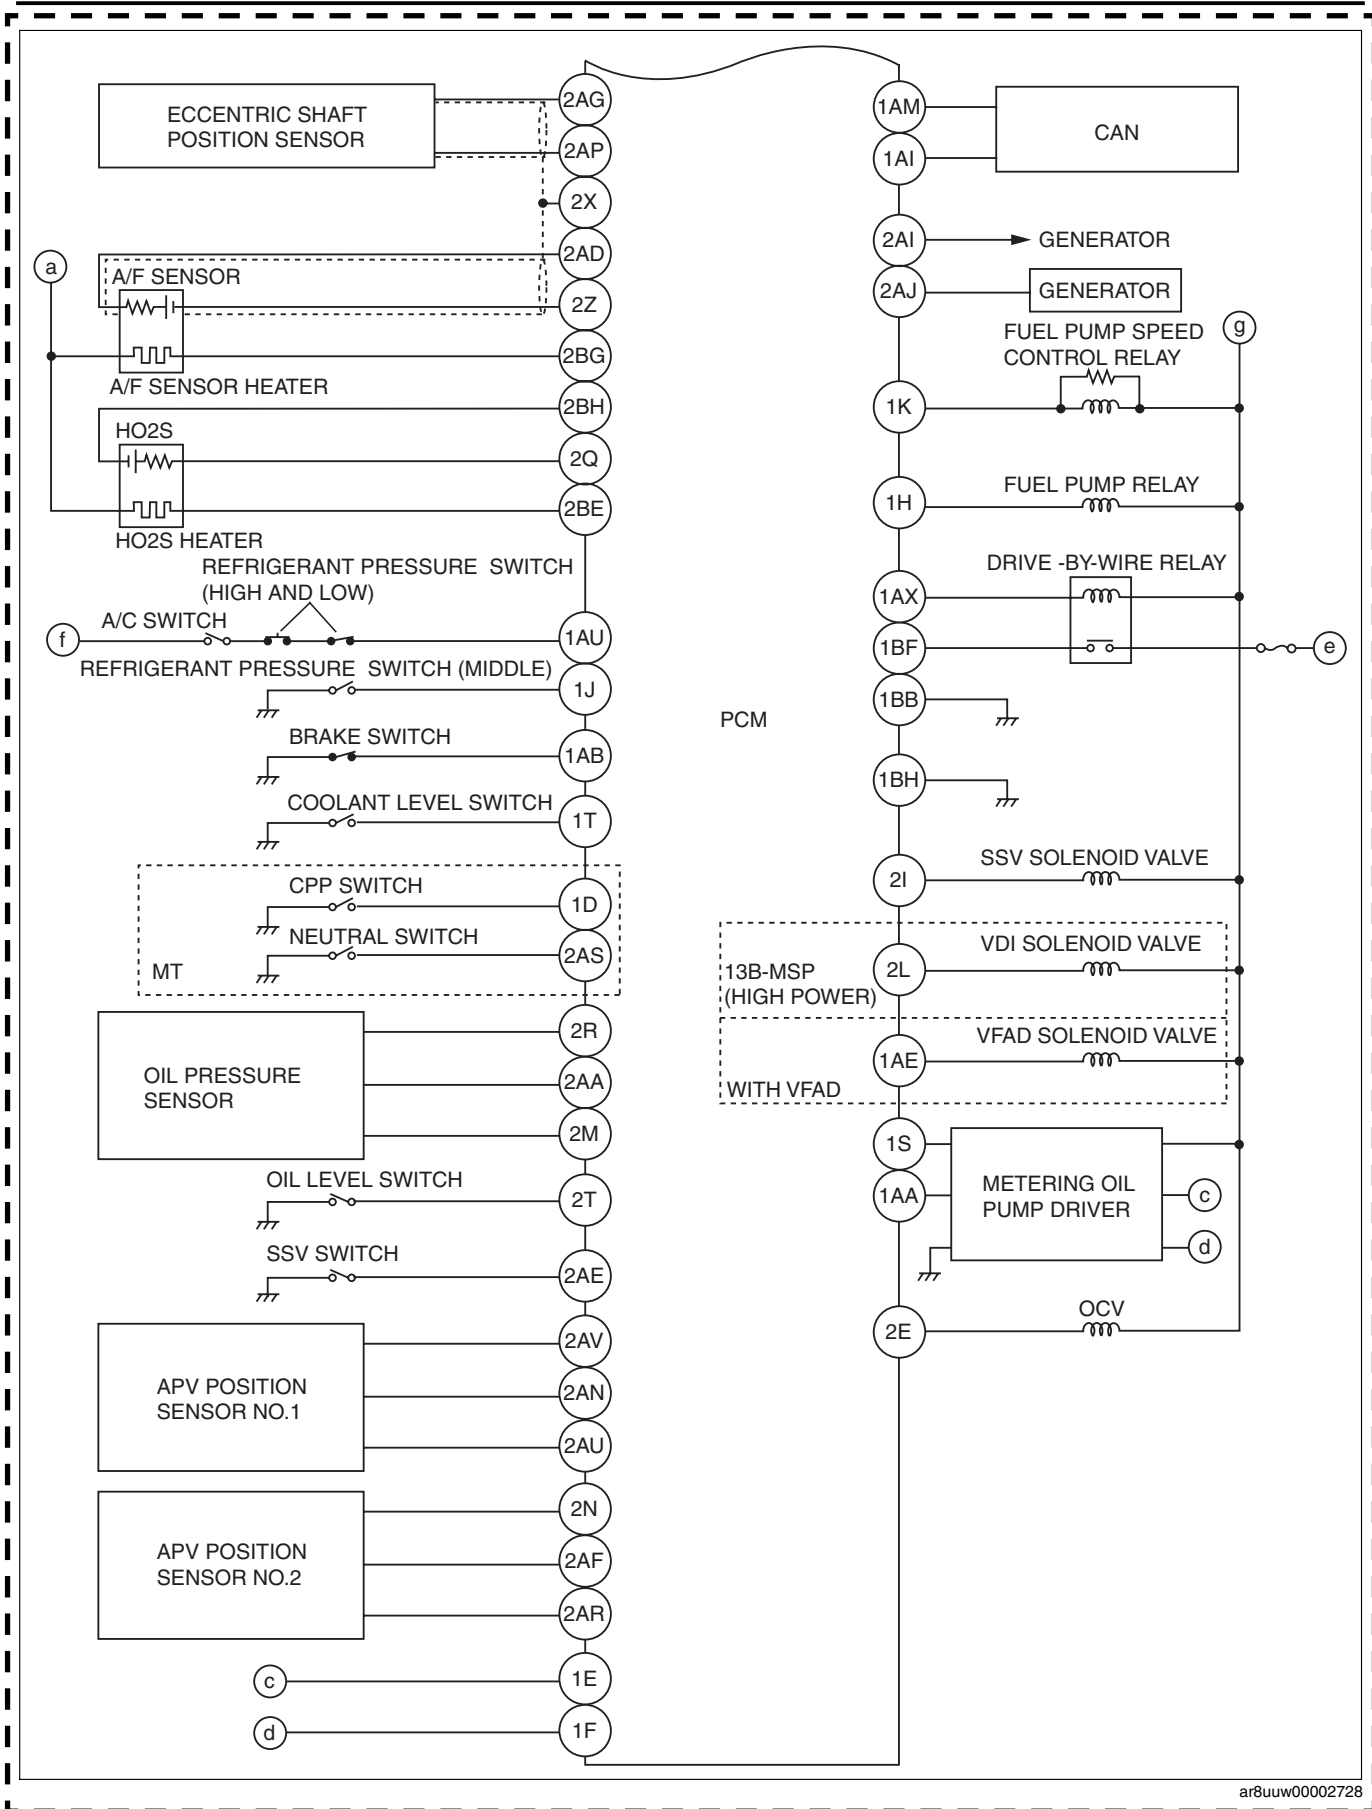 ECCENTRIC SHAFT
POSITION SENSOR
2AG
2AP
2X
a
A/F SENSOR
2AD
2Z
2BG
A/F SENSOR HEATER
2BH
HO2S
2Q
2BE
HO2S HEATER
REFRIGERANT PRESSURE SWITCH
(HIGH AND LOW)
A/C SWITCH
f
1AU
REFRIGERANT PRESSURE SWITCH (MIDDLE)
1J
BRAKE SWITCH
1AB
COOLANT LEVEL SWITCH
1T
CPP SWITCH
1D
NEUTRAL SWITCH
2AS
MT
OIL PRESSURE
SENSOR
2R
2AA
2M
OIL LEVEL SWITCH
2T
SSV SWITCH
2AE
APV POSITION
SENSOR NO.1
2AV
2AN
2AU
APV POSITION
SENSOR NO.2
2N
2AF
2AR
c
1E
d
1F
PCM
1AM
1AI
CAN
2AI
GENERATOR
2AJ
GENERATOR
g
FUEL PUMP SPEED
CONTROL RELAY
1K
FUEL PUMP RELAY
1H
DRIVE -BY-WIRE RELAY
1AX
1BF
e
1BB
1BH
SSV SOLENOID VALVE
2I
VDI SOLENOID VALVE
13B-MSP
(HIGH POWER)
2L
VFAD SOLENOID VALVE
1AE
WITH VFAD
1S
1AA
METERING OIL
PUMP DRIVER
c
d
OCV
2E
ar8uuw00002728